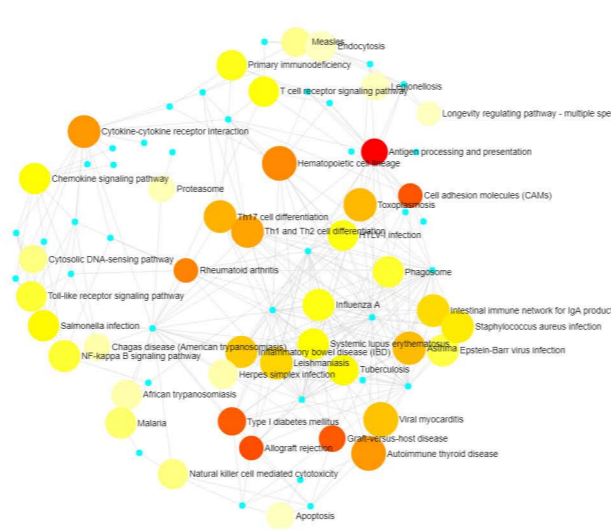 Measles
Endocytosis
Primary immunodeficiency
Legionellosis
T cell receptor signaling pathway
Longevity regulating pathway - multiple spe
Cytokine-cytokine receptor interaction
Antigen processing and presentation
Hematopoietic cell lineage
Chemokine signaling pathway
Proteasome
Cell adhesion molecules (CAMs)
Toxoplasmosis
Th17 cell differentiation
Th1 and Th2 cell differentiation
HTLV-I infection
Cytosolic DNA-sensing pathway
Rheumatoid arthritis
Phagosome
Toll-like receptor signaling pathway
Influenza A
Intestinal immune network for IgA produc
Salmonella infection
Staphylococcus aureus infection
Systemic lupus erythematosus
Chagas disease (American trypanosomiasis)
Inflammatory bowel disease (IBD)
Asthma
Epstein-Barr virus infection
NF-kappa B signaling pathway
Leishmaniasis
Tuberculosis
Herpes simplex infection
African trypanosomiasis
Malaria
Type I diabetes mellitus
Viral myocarditis
Graft-versus-host disease
Allograft rejection
Autoimmune thyroid disease
Natural killer cell mediated cytotoxicity
Apoptosis